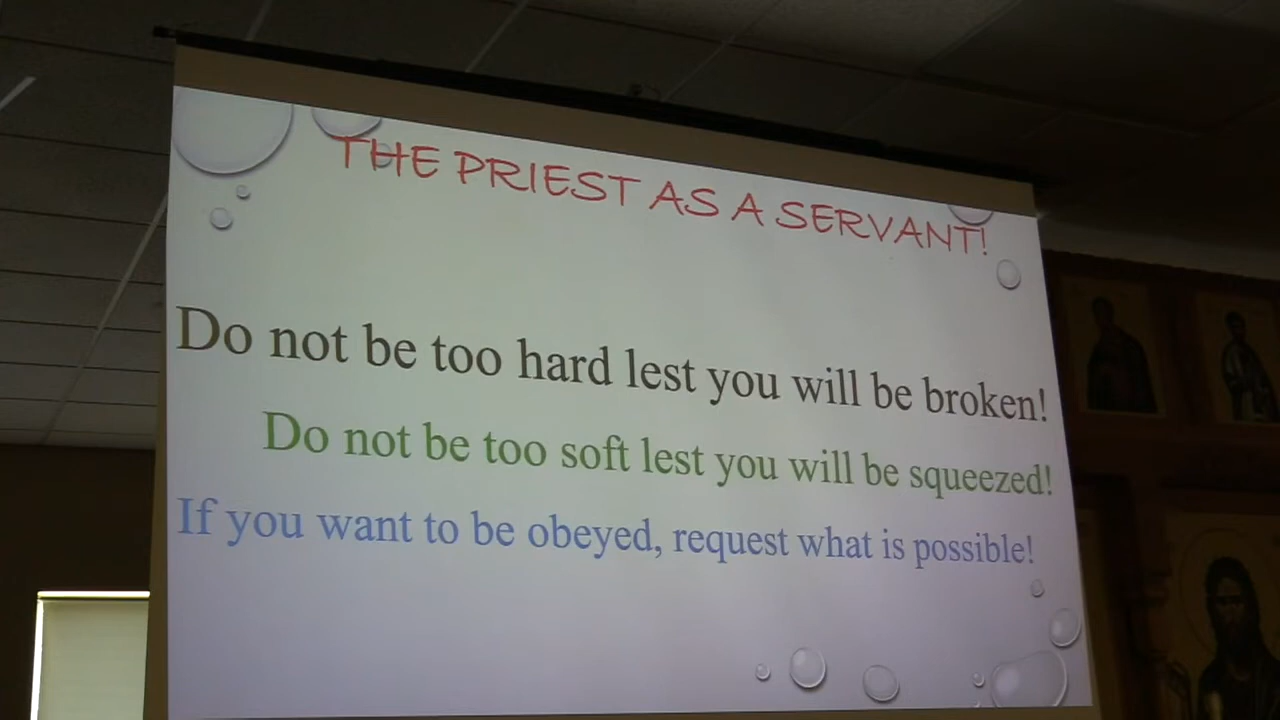 THE PRIEST AS A SERVANT!
Do not be too hard lest you will be broken!
Do not be too soft lest you will be squeezed!
If you want to be obeyed, request what is possible!